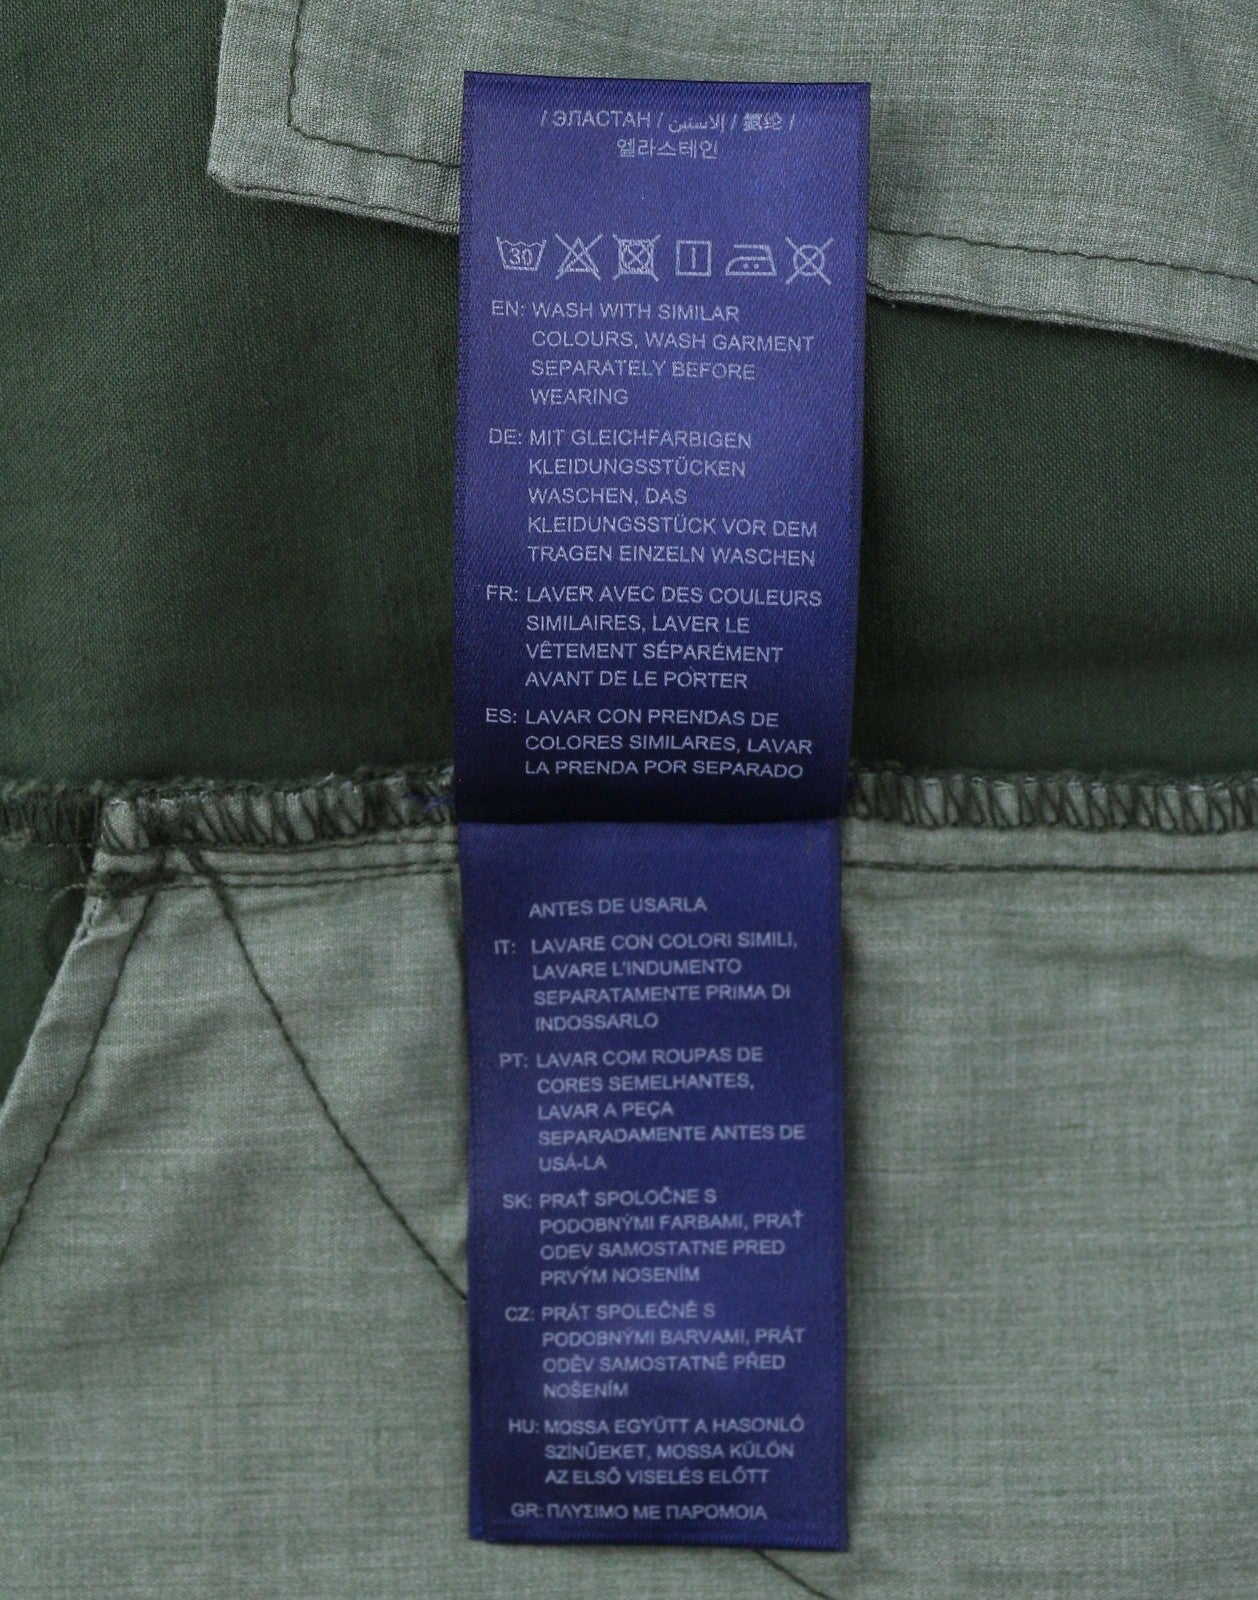 / ЭЛАСТАН / إلاستين / 氨纶 /
엘라스테인
30
EN: WASH WITH SIMILAR
COLOURS, WASH GARMENT
SEPARATELY BEFORE
WEARING
DE: MIT GLEICHFARBIGEN
KLEIDUNGSSTÜCKEN
WASCHEN, DAS
KLEIDUNGSSTÜCK VOR DEM
TRAGEN EINZELN WASCHEN
FR: LAVER AVEC DES COULEURS
SIMILAIRES, LAVER LE
VÊTEMENT SÉPARÉMENT
AVANT DE LE PORTER
ES: LAVAR CON PRENDAS DE
COLORES SIMILARES, LAVAR
LA PRENDA POR SEPARADO
ANTES DE USARLA
IT: LAVARE CON COLORI SIMILI,
LAVARE L'INDUMENTO
SEPARATAMENTE PRIMA DI
INDOSSARLO
PT: LAVAR COM ROUPAS DE
CORES SEMELHANTES,
LAVAR A PEÇA
SEPARADAMENTE ANTES DE
USÁ-LA
SK: PRAŤ SPOLOČNE S
PODOBNÝMI FARBAMI, PRAŤ
ODEV SAMOSTATNE PRED
PRVÝM NOSENÍM
CZ: PRÁT SPOLEČNĚ S
PODOBNÝMI BARVAMI, PRÁT
ODĚV SAMOSTATNĚ PŘED
NOŠENÍM
HU: MOSSA EGYÜTT A HASONLÓ
SZÍNŰEKET, MOSSA KÜLÖN
AZ ELSŐ VISELÉS ELŐTT
GR: ΠΛΥΣΙΜΟ ΜΕ ΠΑΡΟΜΟΙΑ